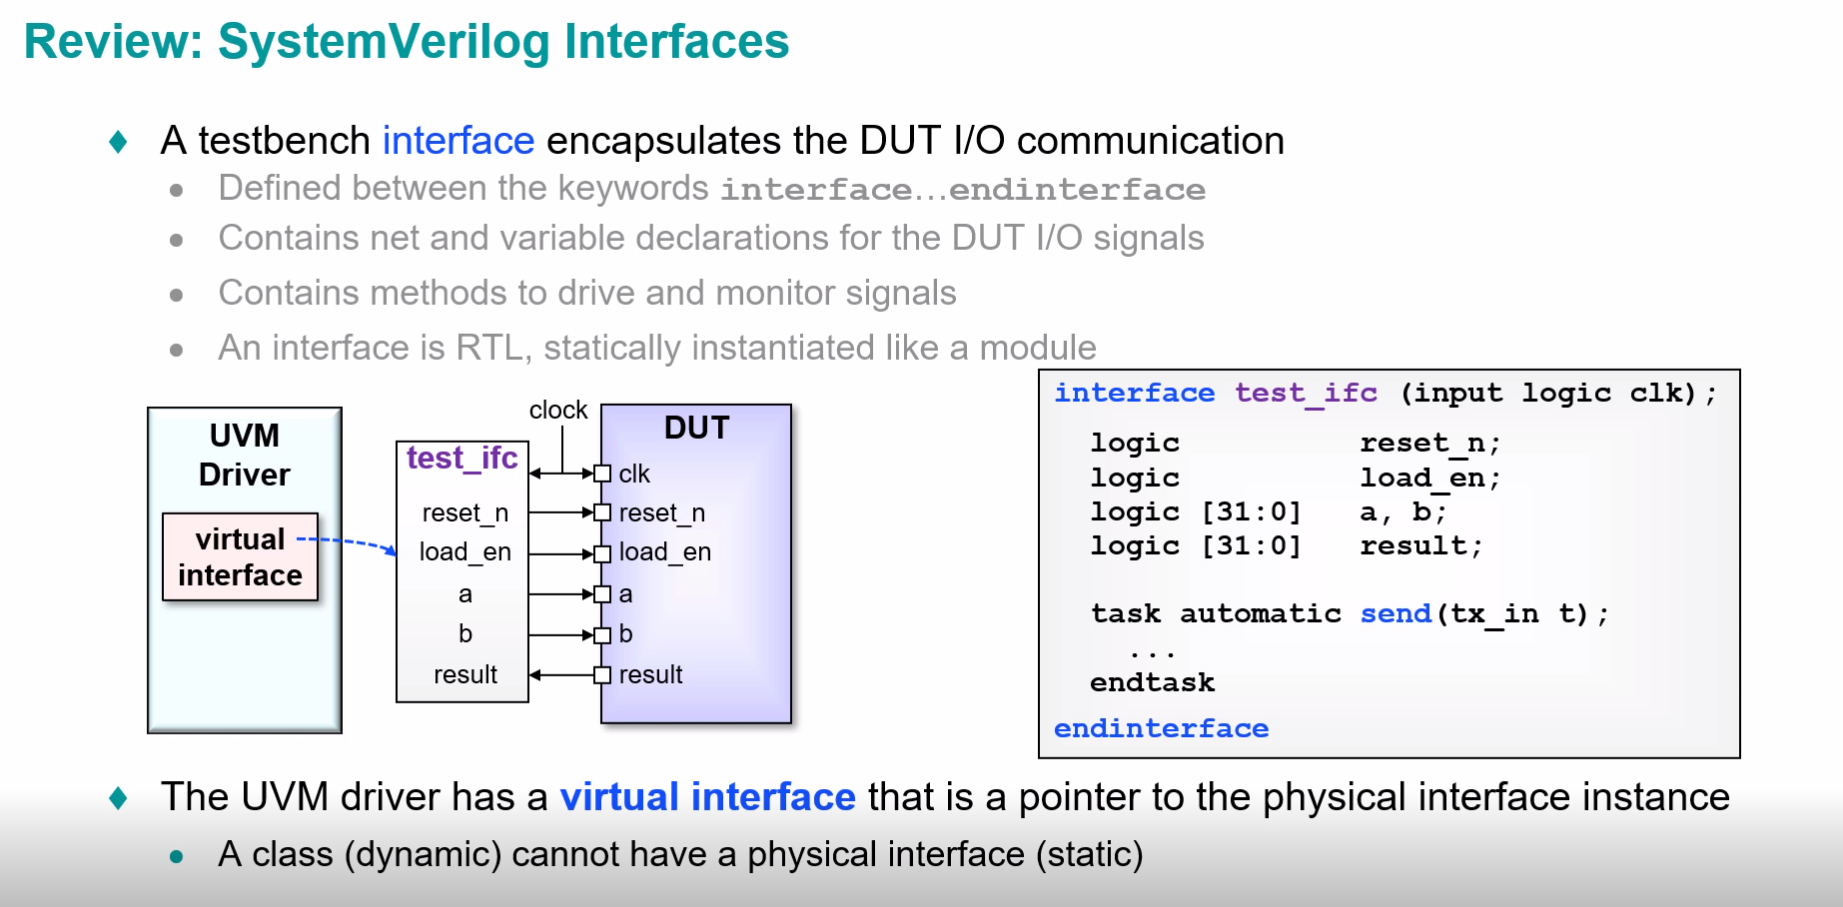 Review: SystemVerilog Interfaces
A testbench interface encapsulates the DUT I/O communication
Defined between the keywords interface...endinterface
Contains net and variable declarations for the DUT I/O signals
Contains methods to drive and monitor signals
An interface is RTL, statically instantiated like a module
UVM
Driver
virtual
interface
test_ifc
reset_n
load_en
a
b
result
clock
DUT
clk
reset_n
load_en
a
b
result
interface test_ifc (input logic clk);
logic reset_n;
logic load_en;
logic [31:0] a, b;
logic [31:0] result;
task automatic send(tx_in t);
...
endtask
endinterface
The UVM driver has a virtual interface that is a pointer to the physical interface instance
A class (dynamic) cannot have a physical interface (static)